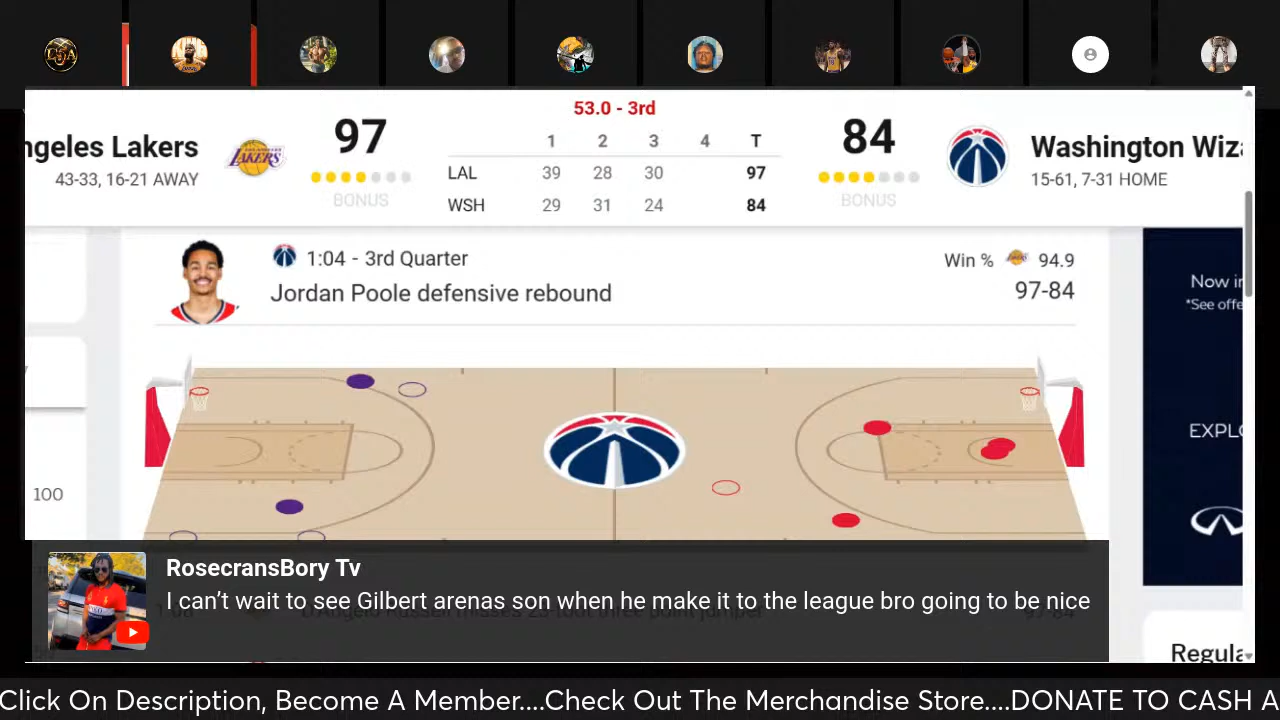 53.0 - 3rd
ngeles Lakers
43-33, 16-21 AWAY
LAKERS
97
BONUS
1 2 3 4 T
LAL 39 28 30 97
WSH 29 31 24 84
84
BONUS
Washington Wiz
15-61, 7-31 HOME
1:04 - 3rd Quarter
Jordan Poole defensive rebound
Win % 94.9
97-84
Now in
*See offe
EXPL
100
RosecransBory Tv
I can’t wait to see Gilbert arenas son when he make it to the league bro going to be nice
Regula
Click On Description, Become A Member....Check Out The Merchandise Store....DONATE TO CASH A